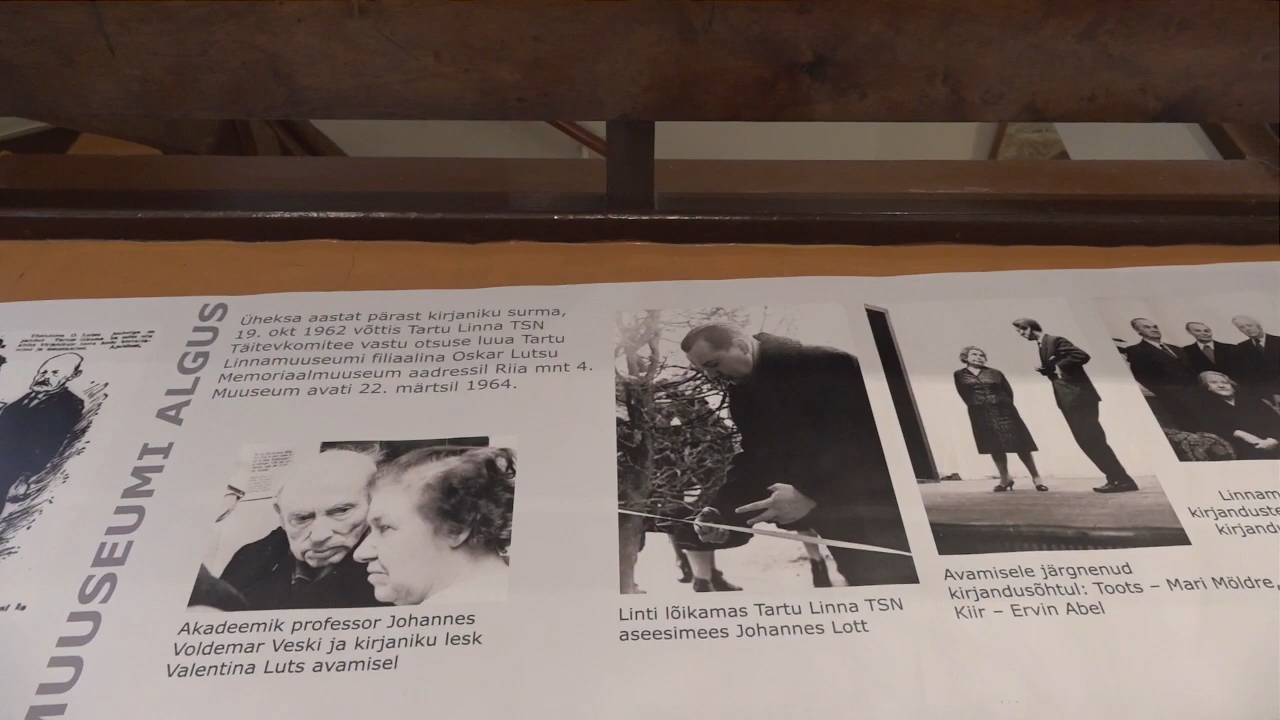 MUUSEUMI ALGUS
Üheksa aastat pärast kirjaniku surma,
19. okt 1962 võttis Tartu Linna TSN
Täitevkomitee vastu otsuse luua Tartu
Linnamuuseumi filiaalina Oskar Lutsu
Memoriaalmuuseum aadressil Riia mnt 4.
Muuseum avati 22. märtsil 1964.
Akadeemik professor Johannes
Voldemar Veski ja kirjaniku lesk
Valentina Luts avamisel
Linti lõikamas Tartu Linna TSN
aseesimees Johannes Lott
Avamisele järgnenud
kirjandusõhtul: Toots – Mari Möldre,
Kiir – Ervin Abel
Linnam
kirjanduste
kirjandu